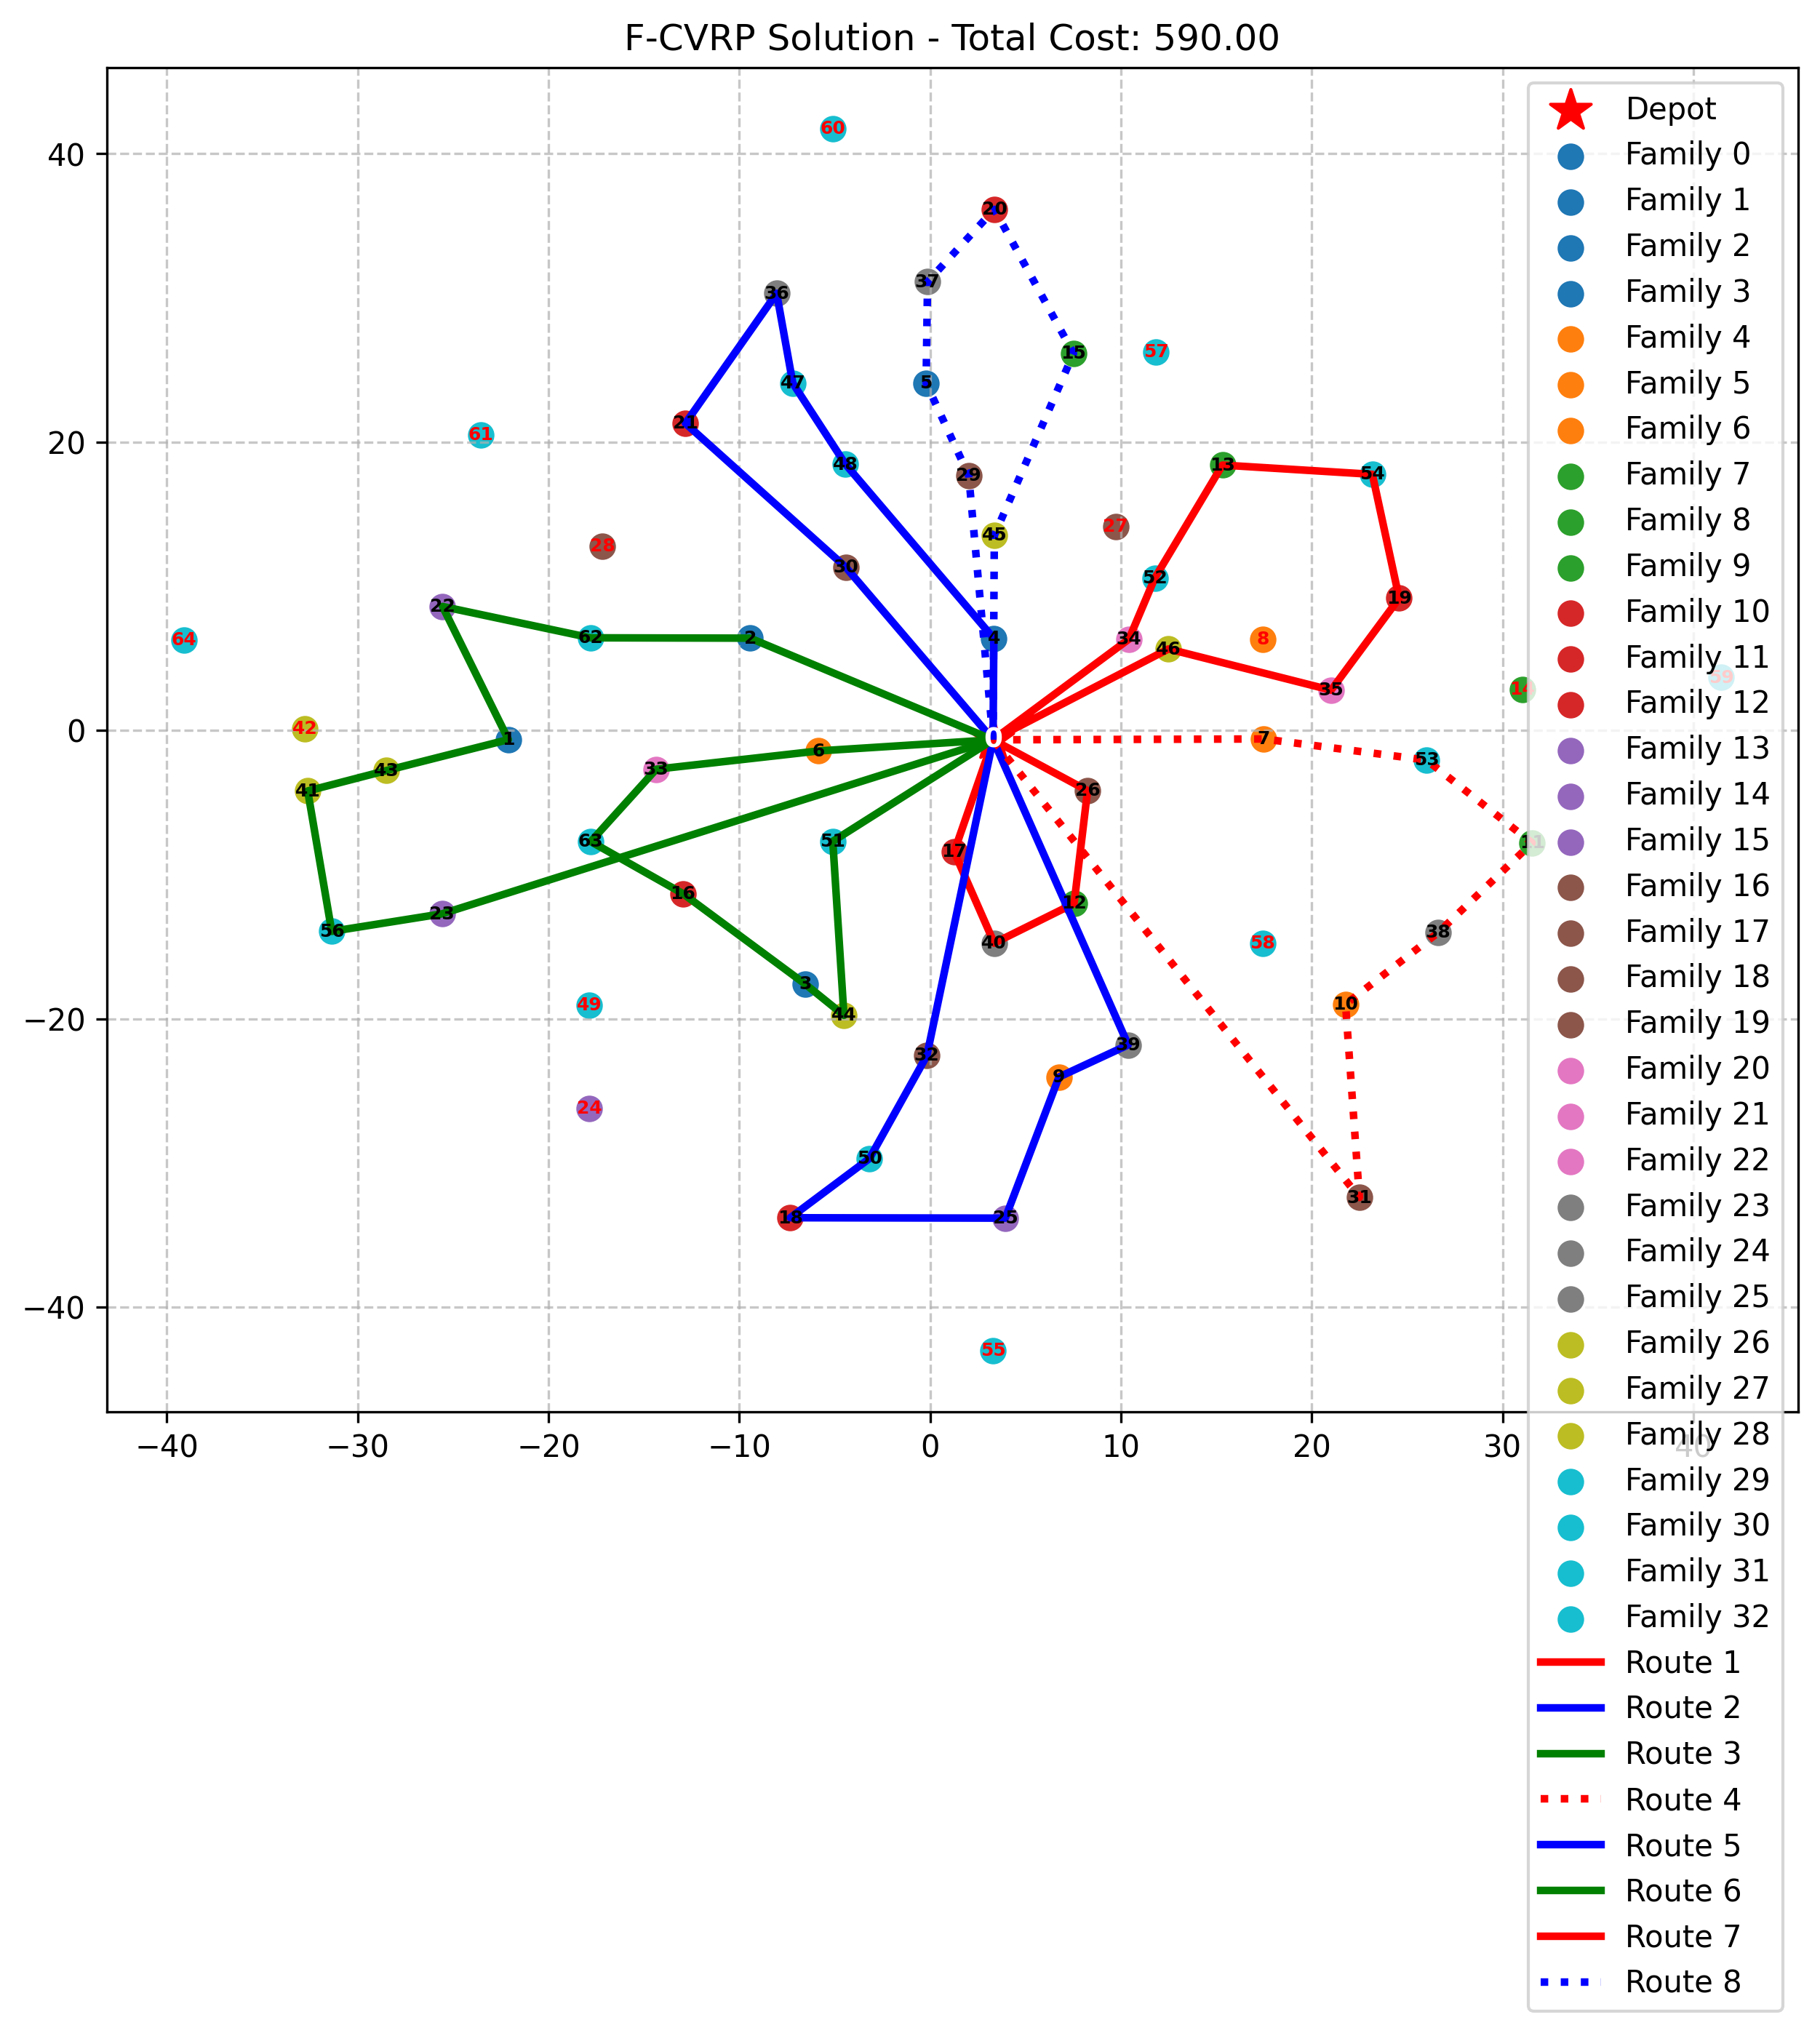 F-CVRP Solution - Total Cost: 590.00
40
20
0
−20
−40
−40
−30
−20
−10
0
10
20
30
40
60
20
37
36
15
57
5
47
21
61
48
29
13
54
45
27
28
30
52
19
22
62
2
4
34
46
8
64
35
14
59
42
1
43
41
6
33
0
7
53
26
63
51
17
11
16
12
23
56
40
58
38
49
3
44
10
32
39
9
24
50
31
18
25
55
Depot
Family 0
Family 1
Family 2
Family 3
Family 4
Family 5
Family 6
Family 7
Family 8
Family 9
Family 10
Family 11
Family 12
Family 13
Family 14
Family 15
Family 16
Family 17
Family 18
Family 19
Family 20
Family 21
Family 22
Family 23
Family 24
Family 25
Family 26
Family 27
Family 28
Family 29
Family 30
Family 31
Family 32
Route 1
Route 2
Route 3
Route 4
Route 5
Route 6
Route 7
Route 8